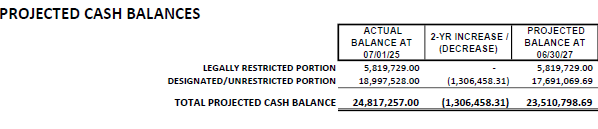 PROJECTED CASH BALANCES
ACTUAL BALANCE AT 07/01/25
2-YR INCREASE / (DECREASE)
PROJECTED BALANCE AT 06/30/27
LEGALLY RESTRICTED PORTION 5,819,729.00 - 5,819,729.00
DESIGNATED/UNRESTRICTED PORTION 18,997,528.00 (1,306,458.31) 17,691,069.69
TOTAL PROJECTED CASH BALANCE 24,817,257.00 (1,306,458.31) 23,510,798.69